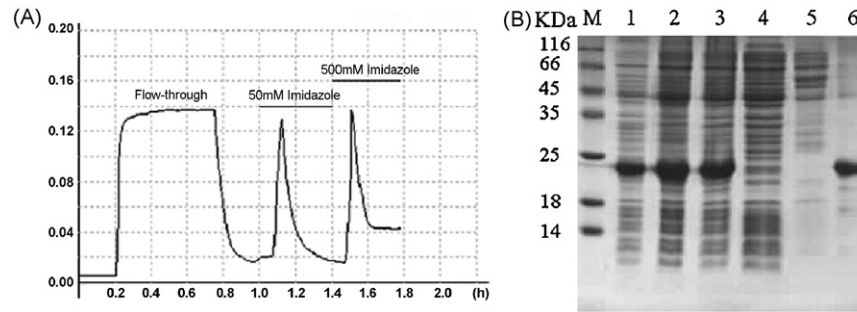 (A)
0.20
0.16
0.12
0.08
0.04
0.00
Flow-through
50mM Imidazole
500mM Imidazole
0.2 0.4 0.6 0.8 1.0 1.2 1.4 1.6 1.8 2.0 (h)
(B) KDa M 1 2 3 4 5 6
116
66
45
35
25
18
14